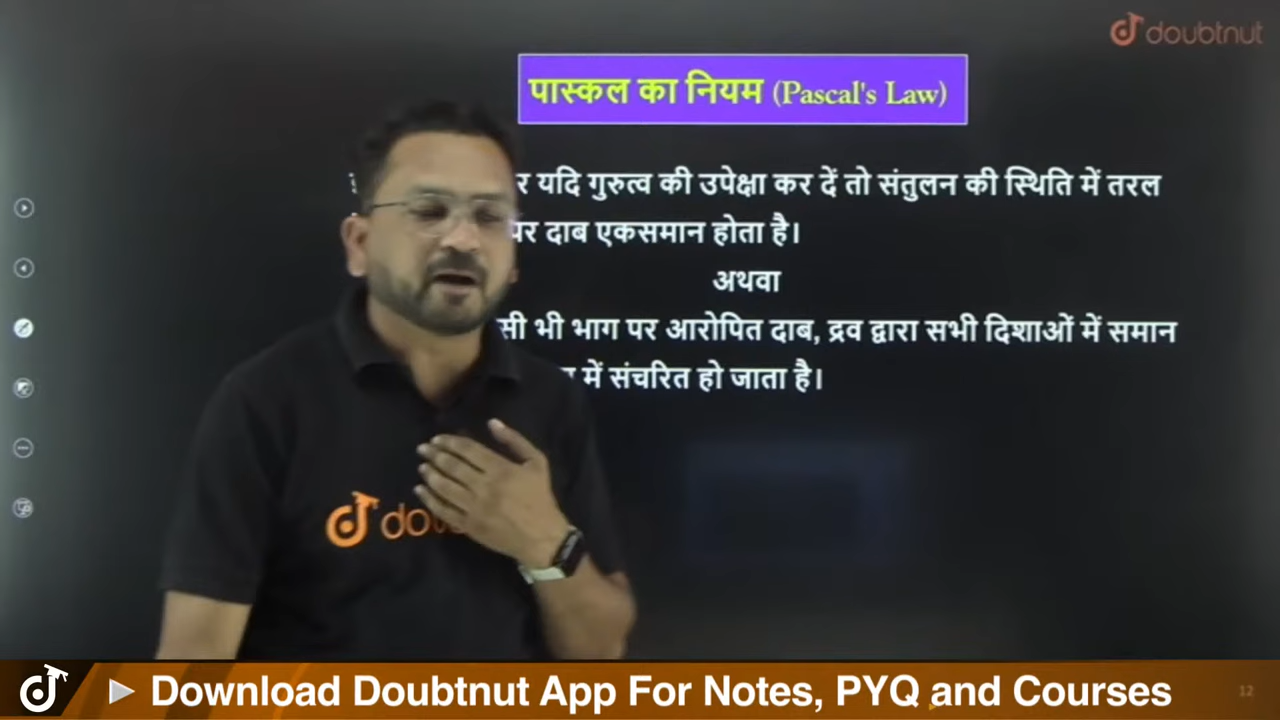 doubtnut
पास्कल का नियम (Pascal's Law)
यदि गुरुत्व की उपेक्षा कर दें तो संतुलन की स्थिति में तरल
पर दाब एकसमान होता है।
अथवा
भी भाग पर आरोपित दाब, द्रव द्वारा सभी दिशाओं में समान
में संचरित हो जाता है।
Download Doubtnut App For Notes, PYQ and Courses
12